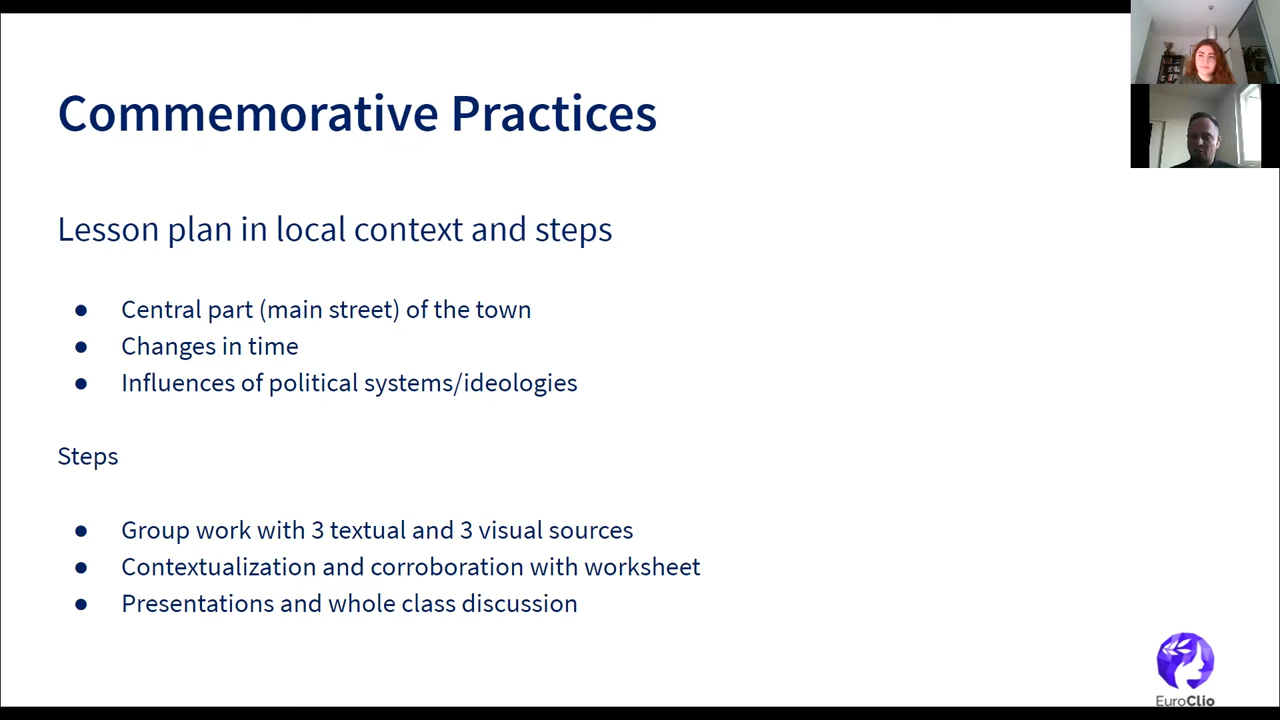 Commemorative Practices
Lesson plan in local context and steps
● Central part (main street) of the town
● Changes in time
● Influences of political systems/ideologies
Steps
● Group work with 3 textual and 3 visual sources
● Contextualization and corroboration with worksheet
● Presentations and whole class discussion
EuroClio